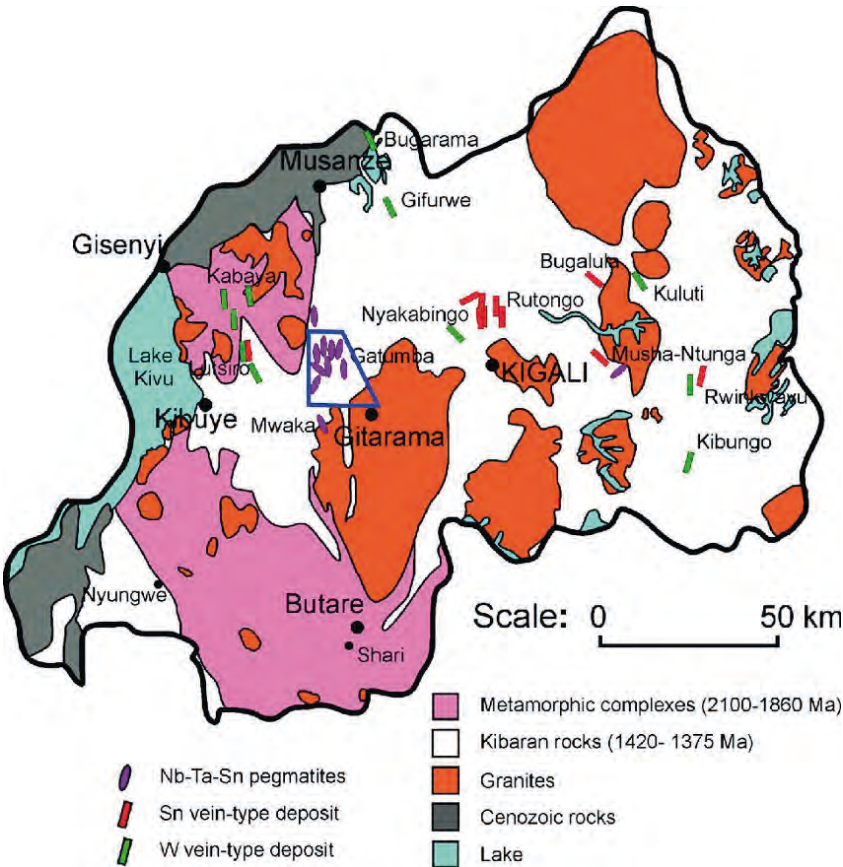 Bugarama
Musanze
Gifurwe
Gisenyi
Kabaya
Bugalula
Rutongo
Kuluti
Nyakabingo
Lake
Kivu
Lutsiro
Gatumba
Musha-Ntunga
KIGALI
Rwinkwavu
Kibuye
Mwaka
Gitarama
Kibungo
Nyungwe
Butare
Shari
Scale: 0 50 km
Metamorphic complexes (2100-1860 Ma)
Kibaran rocks (1420- 1375 Ma)
Nb-Ta-Sn pegmatites
Granites
Sn vein-type deposit
Cenozoic rocks
W vein-type deposit
Lake